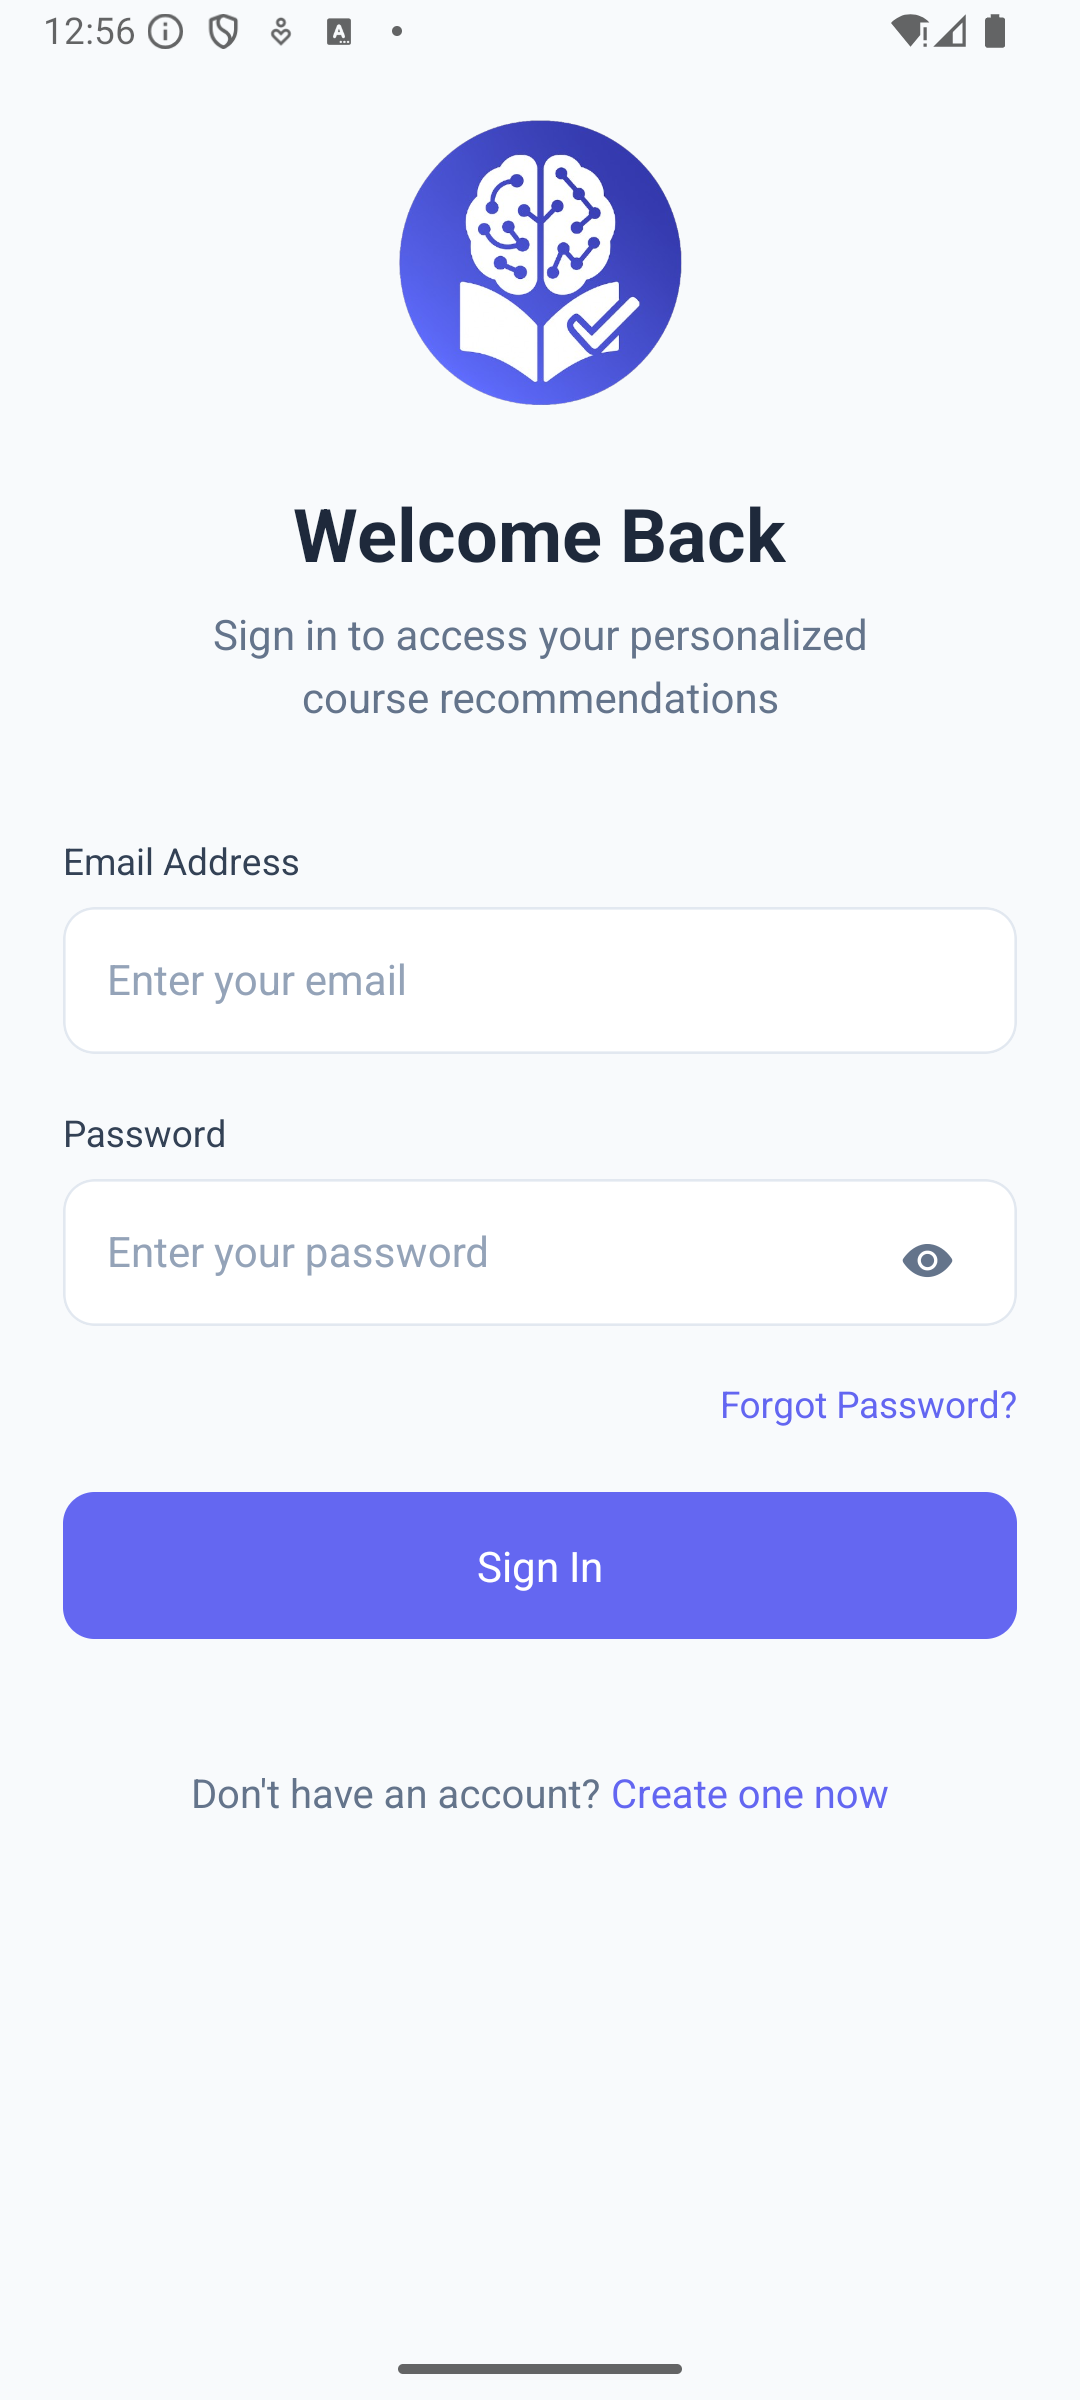 12:56
Welcome Back
Sign in to access your personalized
course recommendations
Email Address
Enter your email
Password
Enter your password
Forgot Password?
Sign In
Don't have an account? Create one now